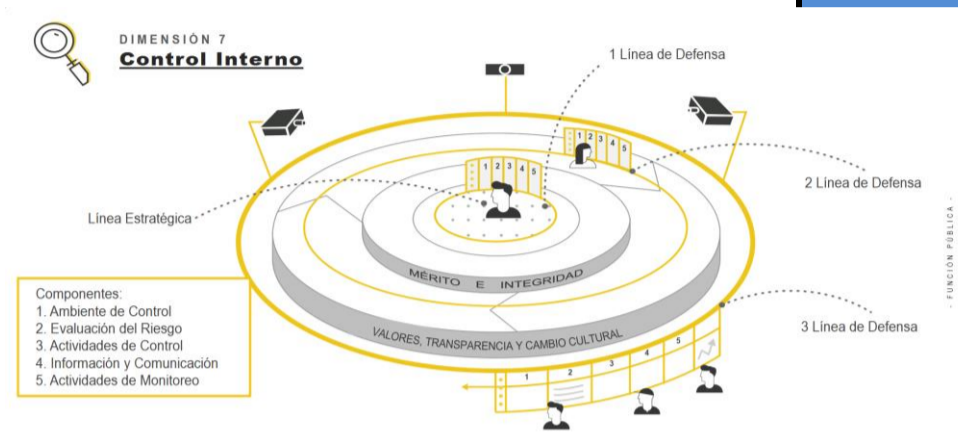 DIMENSIÓN 7
Control Interno
1 Línea de Defensa
1 2 3 4 5
1 2 3 4 5
2 Línea de Defensa
Línea Estratégica
MÉRITO E INTEGRIDAD
- FUNCIÓN PÚBLICA -
Componentes:
1. Ambiente de Control
2. Evaluación del Riesgo
3. Actividades de Control
4. Información y Comunicación
5. Actividades de Monitoreo
VALORES, TRANSPARENCIA Y CAMBIO CULTURAL
3 Línea de Defensa
1 2 3 4 5